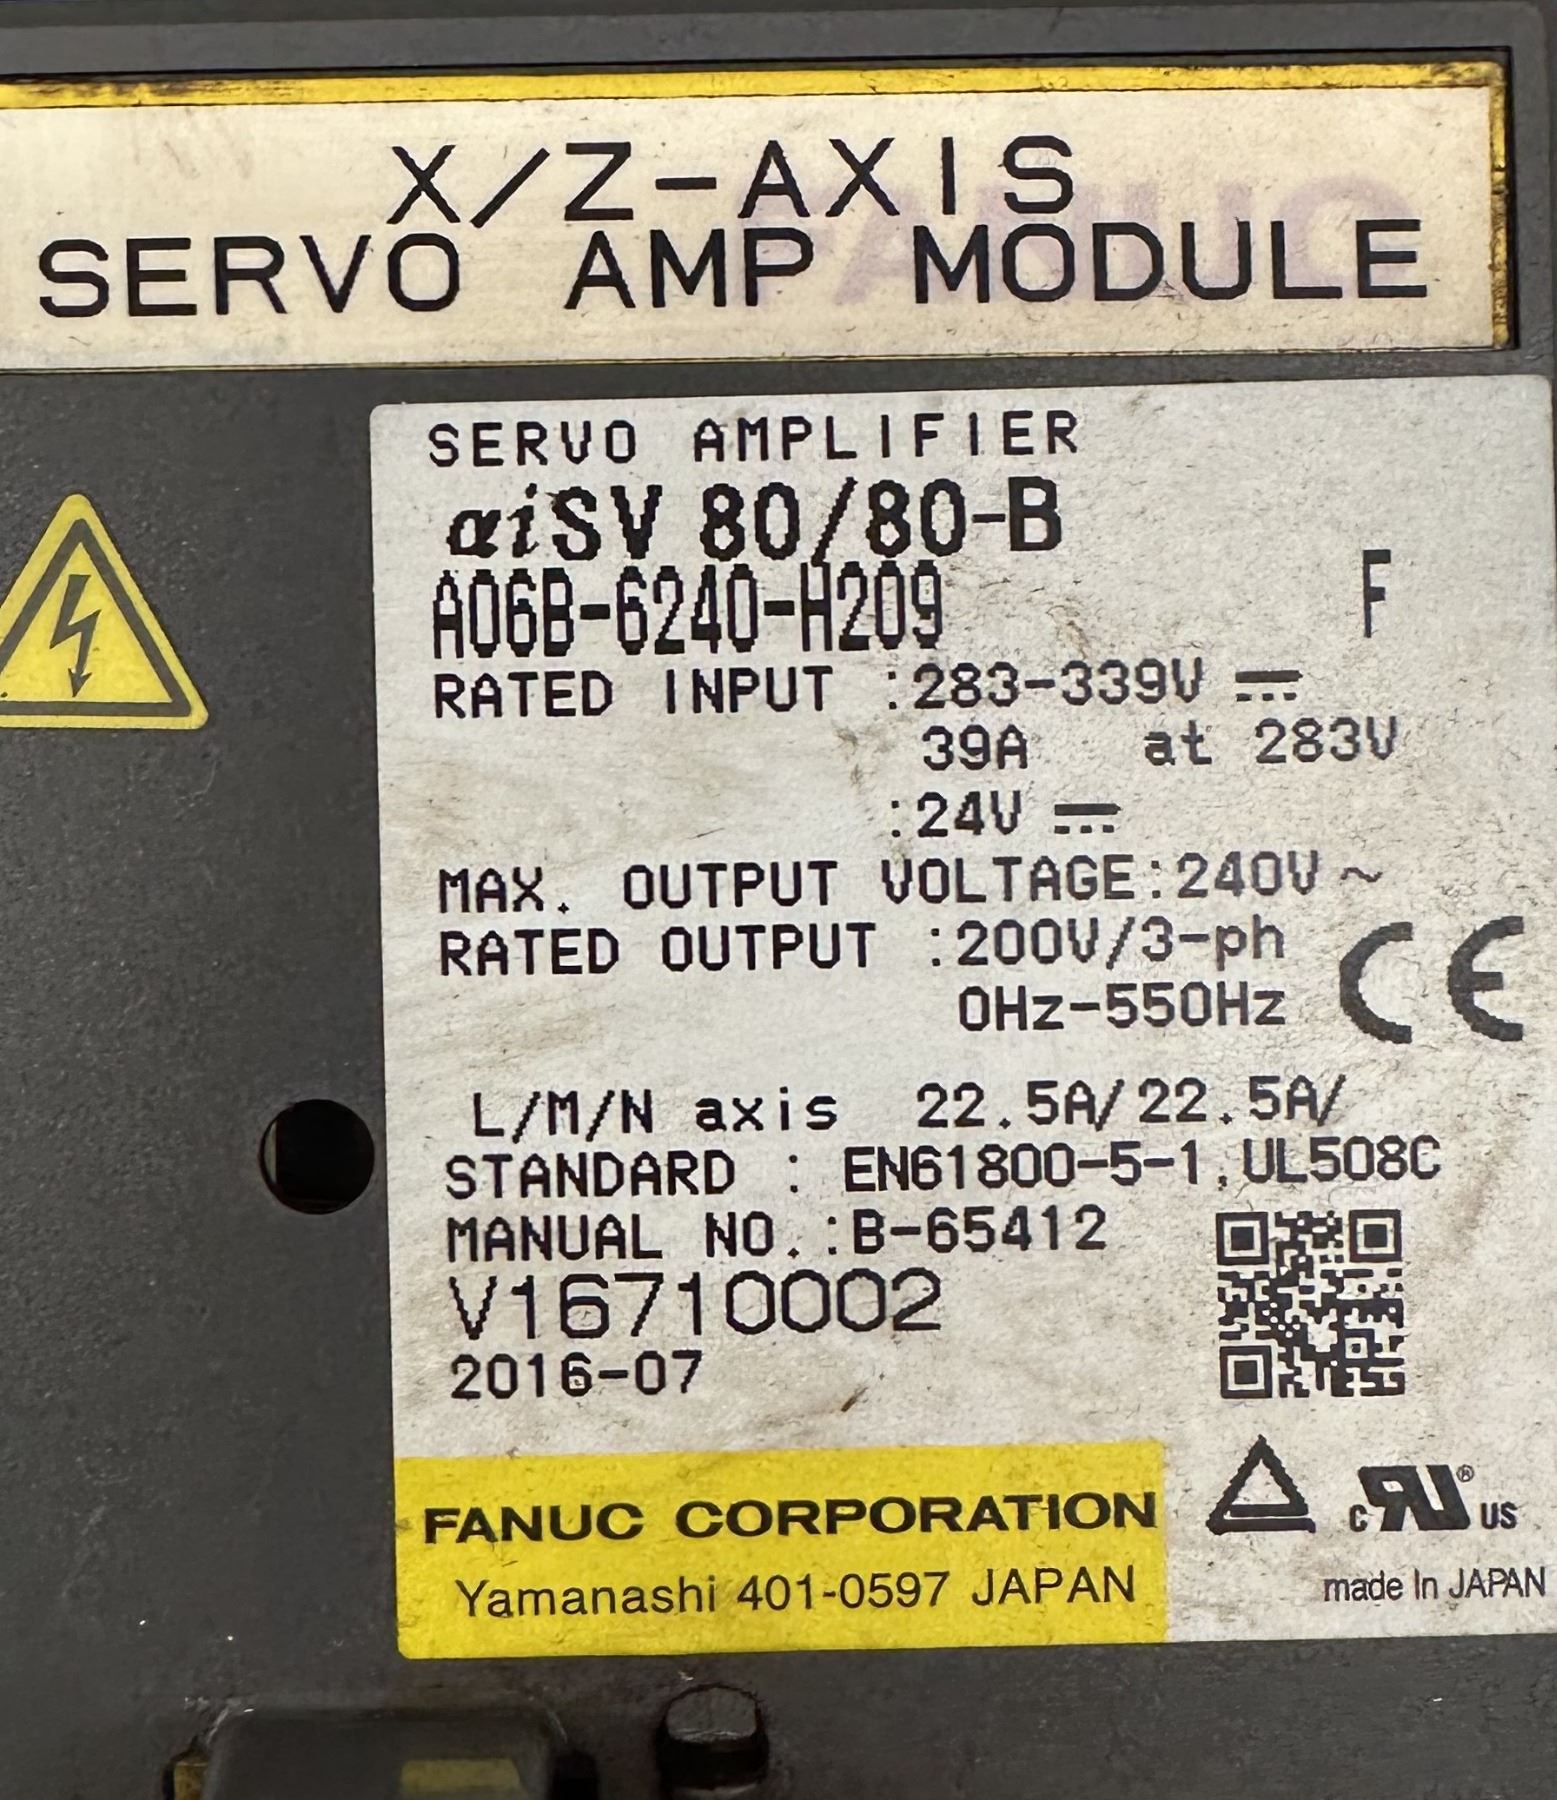 X/Z-AXIS
SERVO AMP MODULE
SERVO AMPLIFIER
αiSV 80/80-B
A06B-6240-H209 F
RATED INPUT :283-339V ⎓
39A at 283V
:24V ⎓
MAX. OUTPUT VOLTAGE:240V~
RATED OUTPUT :200V/3-ph
0Hz-550Hz
CE
L/M/N axis 22.5A/22.5A/
STANDARD : EN61800-5-1,UL508C
MANUAL NO.:B-65412
V16710002
2016-07
FANUC CORPORATION
Yamanashi 401-0597 JAPAN
c RU® US
made In JAPAN